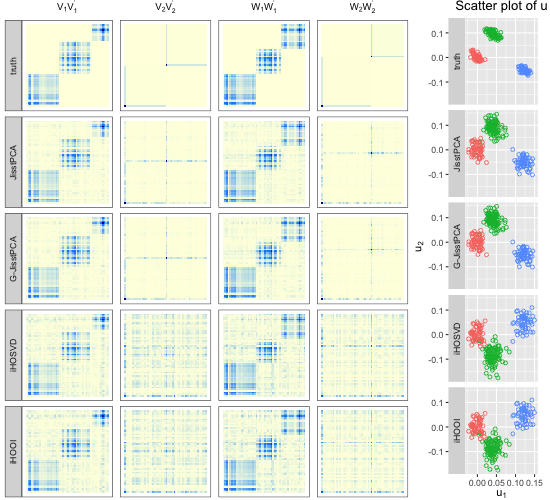 V₁V₁ V₂V₂ W₁W₁ W₂W₂ Scatter plot of u
truth
JisstPCA
G-JisstPCA
iHOSVD
iHOOI
truth
0.1
0.0
−0.1
JisstPCA
0.1
0.0
−0.1
G-JisstPCA
0.1
0.0
−0.1
iHOSVD
0.1
0.0
−0.1
iHOOI
0.1
0.0
−0.1
u₂
0.00 0.05 0.10 0.15
u₁